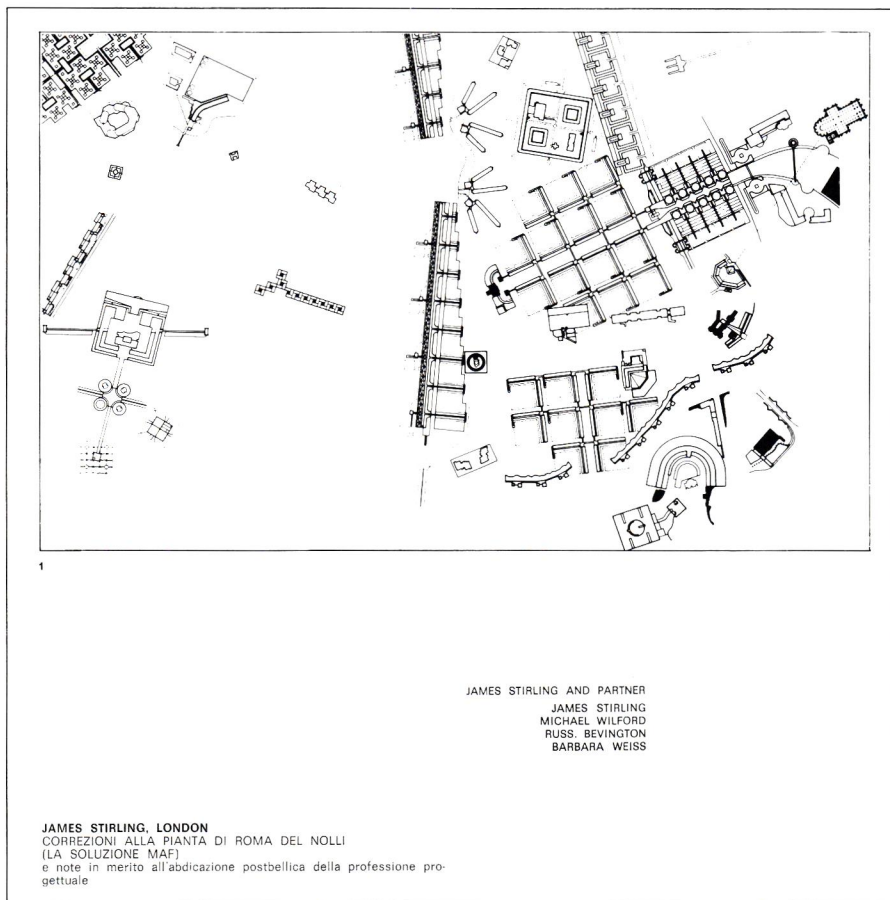 1
JAMES STIRLING AND PARTNER
JAMES STIRLING
MICHAEL WILFORD
RUSS. BEVINGTON
BARBARA WEISS
JAMES STIRLING, LONDON
CORREZIONI ALLA PIANTA DI ROMA DEL NOLLI
(LA SOLUZIONE MAF)
e note in merito all'abdicazione postbellica della professione pro-
gettuale